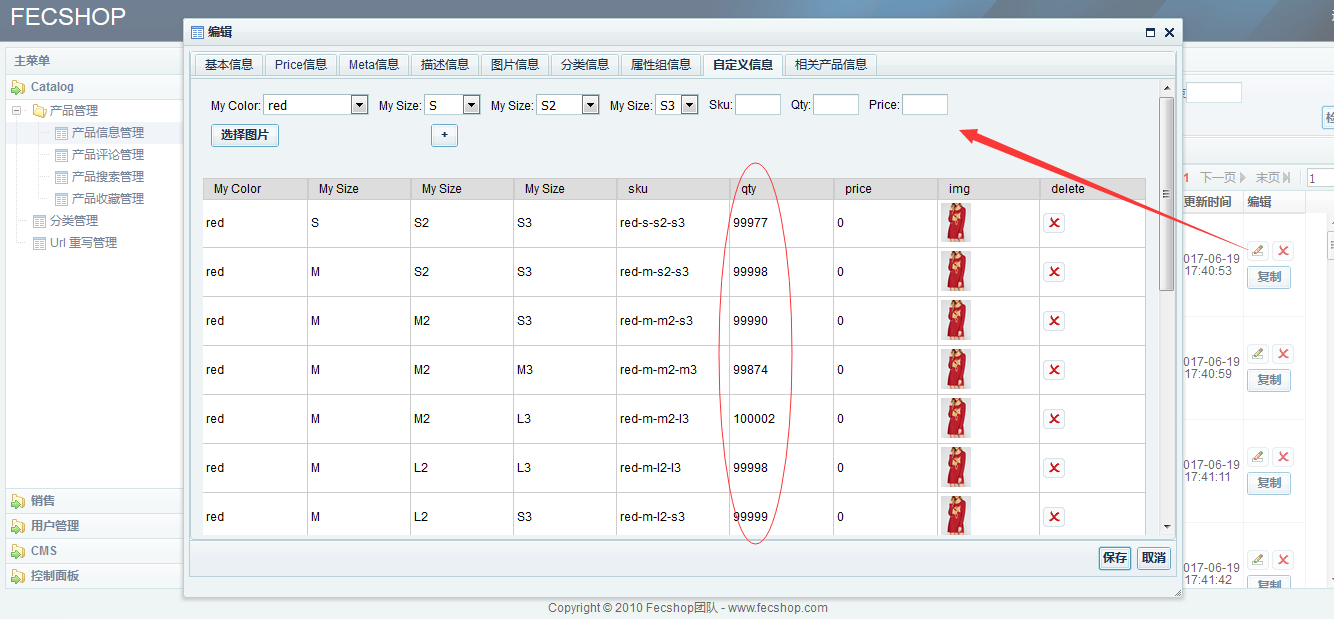 FECSHOP
主菜单
Catalog
产品管理
产品信息管理
产品评论管理
产品搜索管理
产品收藏管理
分类管理
Url 重写管理
销售
用户管理
CMS
控制面板
编辑
基本信息 Price信息 Meta信息 描述信息 图片信息 分类信息 属性组信息 自定义信息 相关产品信息
My Color: red My Size: S My Size: S2 My Size: S3 Sku: Qty: Price:
选择图片 +
My Color My Size My Size My Size sku qty price img delete
red S S2 S3 red-s-s2-s3 99977 0
red M S2 S3 red-m-s2-s3 99998 0
red M M2 S3 red-m-m2-s3 99990 0
red M M2 M3 red-m-m2-m3 99874 0
red M M2 L3 red-m-m2-l3 100002 0
red M L2 L3 red-m-l2-l3 99998 0
red M L2 S3 red-m-l2-s3 99999 0
保存 取消
1 下一页 末页 1
更新时间 编辑
017-06-19
17:40:53
复制
017-06-19
17:40:59
复制
017-06-19
17:41:11
复制
017-06-19
17:41:42
复制
Copyright © 2010 Fecshop团队 - www.fecshop.com